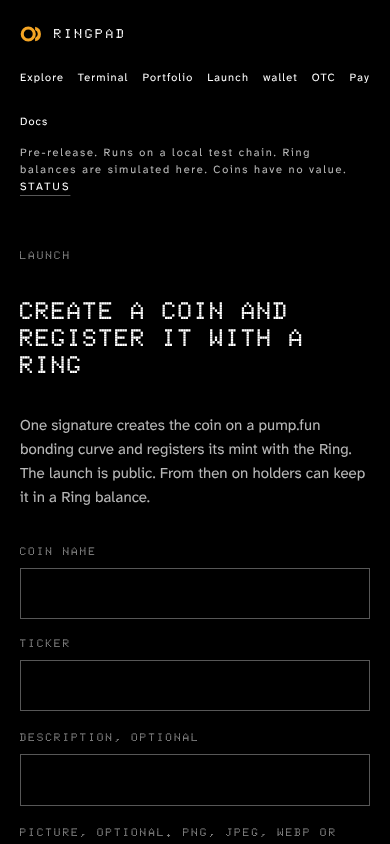 RINGPAD
Explore Terminal Portfolio Launch wallet OTC Pay
Docs
Pre-release. Runs on a local test chain. Ring
balances are simulated here. Coins have no value.
STATUS
LAUNCH
CREATE A COIN AND
REGISTER IT WITH A
RING
One signature creates the coin on a pump.fun
bonding curve and registers its mint with the Ring.
The launch is public. From then on holders can keep
it in a Ring balance.
COIN NAME
TICKER
DESCRIPTION, OPTIONAL
PICTURE, OPTIONAL. PNG, JPEG, WEBP OR